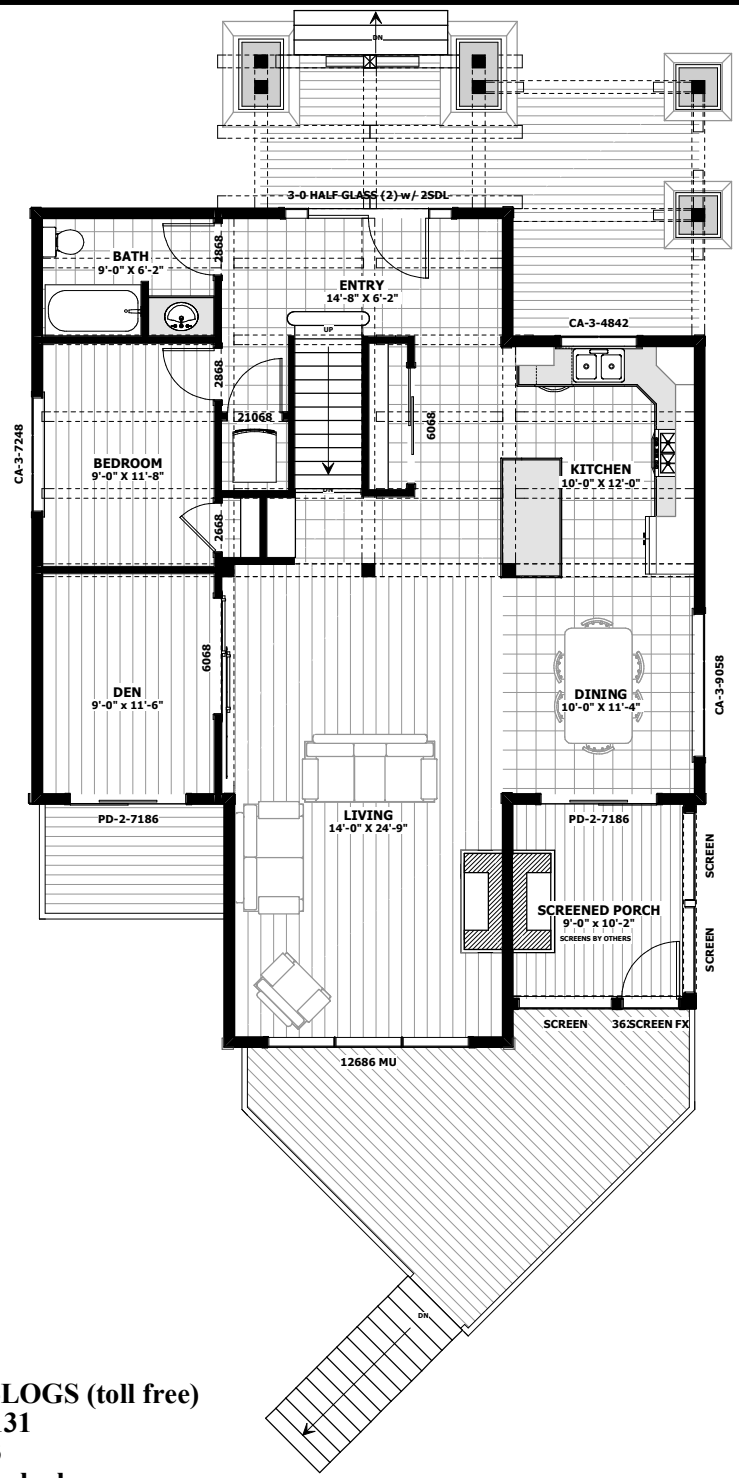 DN
3-0 HALF GLASS (2) w/ 2SDL
BATH
9'-0" X 6'-2"
2868
ENTRY
14'-8" X 6'-2"
UP
CA-3-4842
2868
21068
6068
CA-3-7248
BEDROOM
9'-0" X 11'-8"
KITCHEN
10'-0" X 12'-0"
DN
2668
6068
DEN
9'-0" x 11'-6"
DINING
10'-0" X 11'-4"
CA-3-9058
PD-2-7186
LIVING
14'-0" X 24'-9"
PD-2-7186
SCREEN
SCREENED PORCH
9'-0" x 10'-2"
SCREENS BY OTHERS
SCREEN
SCREEN
SCREEN FX
12686 MU
DN
LOGS (toll free)
131